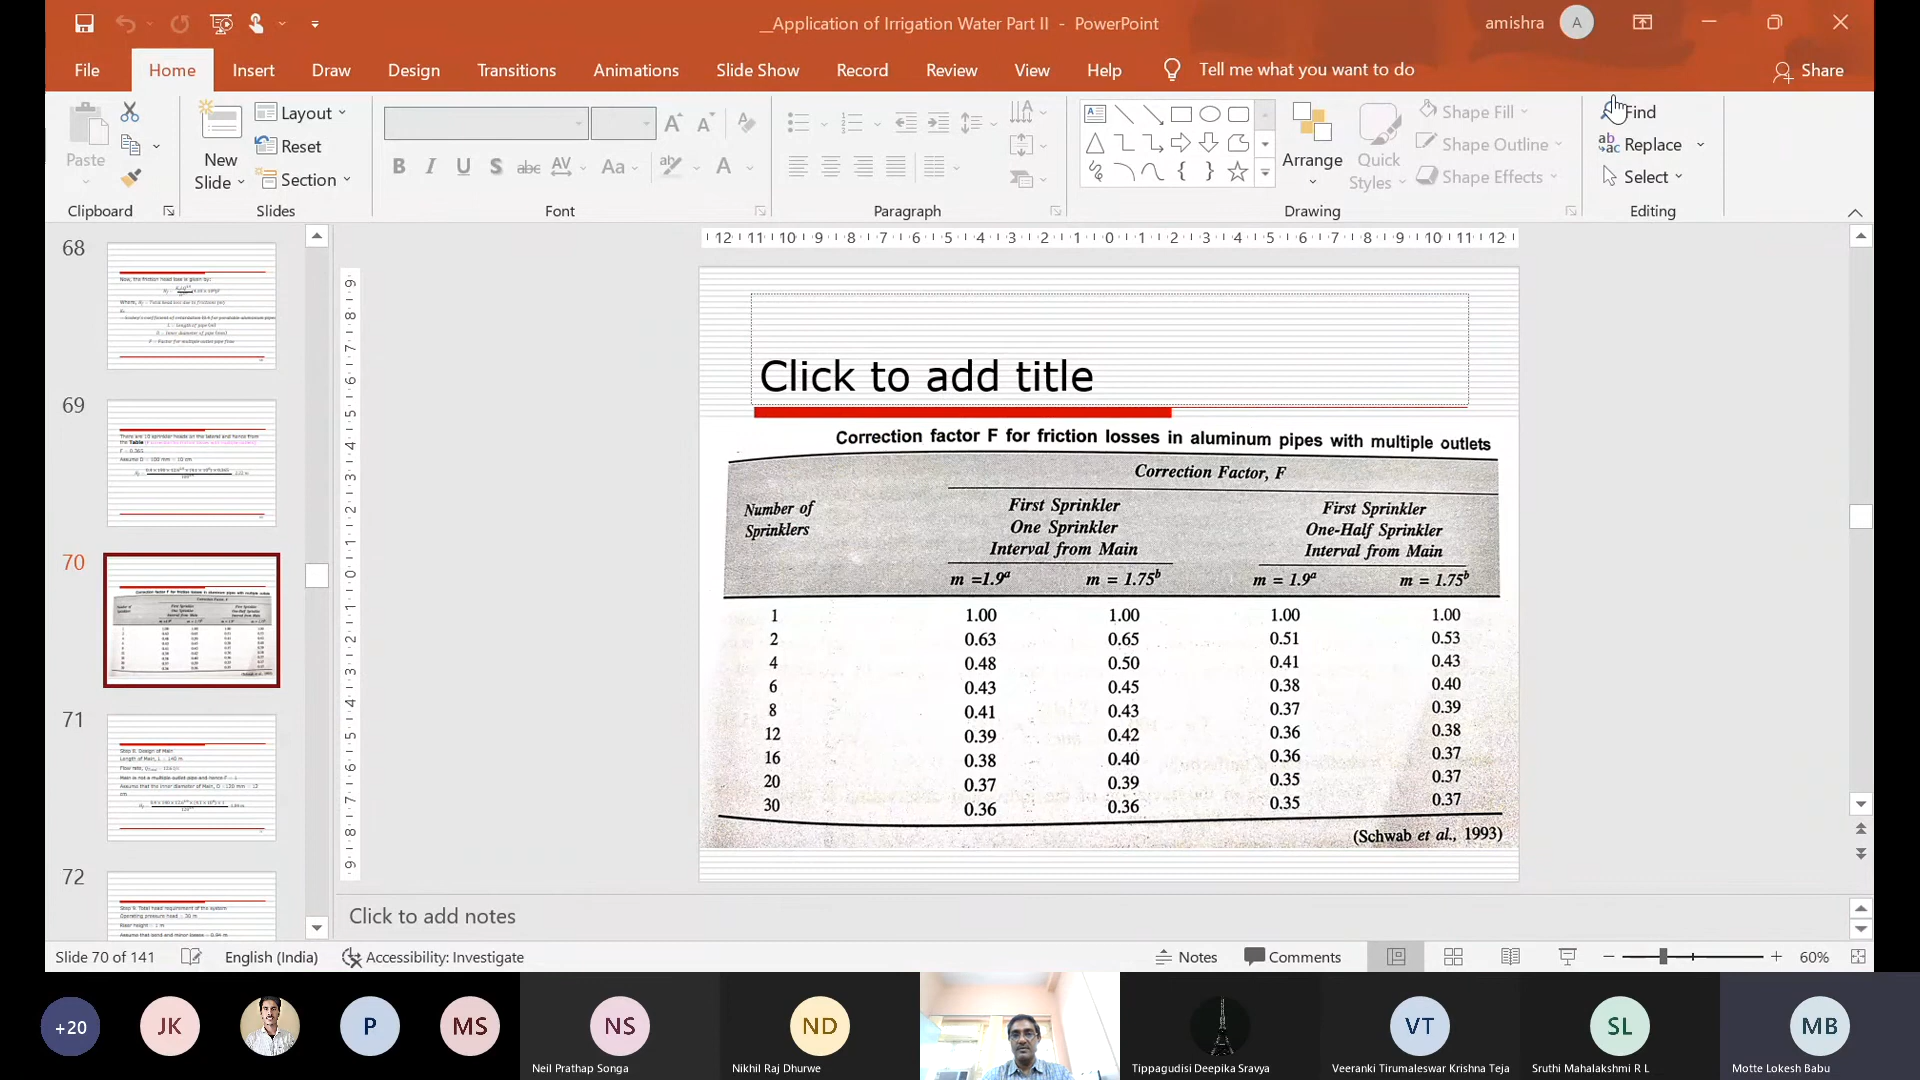 __Application of Irrigation Water Part II - PowerPoint
amishra
A
File Home Insert Draw Design Transitions Animations Slide Show Record Review View Help Tell me what you want to do Share
Paste
Clipboard
New Slide
Layout
Reset
Section
Slides
Font
Paragraph
Arrange
Quick Styles
Shape Fill
Shape Outline
Shape Effects
Drawing
Find
Replace
Select
Editing
68
69
70
71
72
Click to add title
Correction factor F for friction losses in aluminum pipes with multiple outlets
Correction Factor, F
Number of Sprinklers
First Sprinkler One Sprinkler Interval from Main
First Sprinkler One-Half Sprinkler Interval from Main
m =1.9a m = 1.75b m = 1.9a m = 1.75b
1 1.00 1.00 1.00 1.00
2 0.63 0.65 0.51 0.53
4 0.48 0.50 0.41 0.43
6 0.43 0.45 0.38 0.40
8 0.41 0.43 0.37 0.39
12 0.39 0.42 0.36 0.38
16 0.38 0.40 0.36 0.37
20 0.37 0.39 0.35 0.37
30 0.36 0.36 0.35 0.37
(Schwab et al., 1993)
Click to add notes
Slide 70 of 141 English (India) Accessibility: Investigate Notes Comments 60%
+20 JK P MS NS ND VT SL MB
Neil Prathap Songa Nikhil Raj Dhurwe Tippagudisi Deepika Sravya Veeranki Tirumaleswar Krishna Teja Sruthi Mahalakshmi R L Motte Lokesh Babu